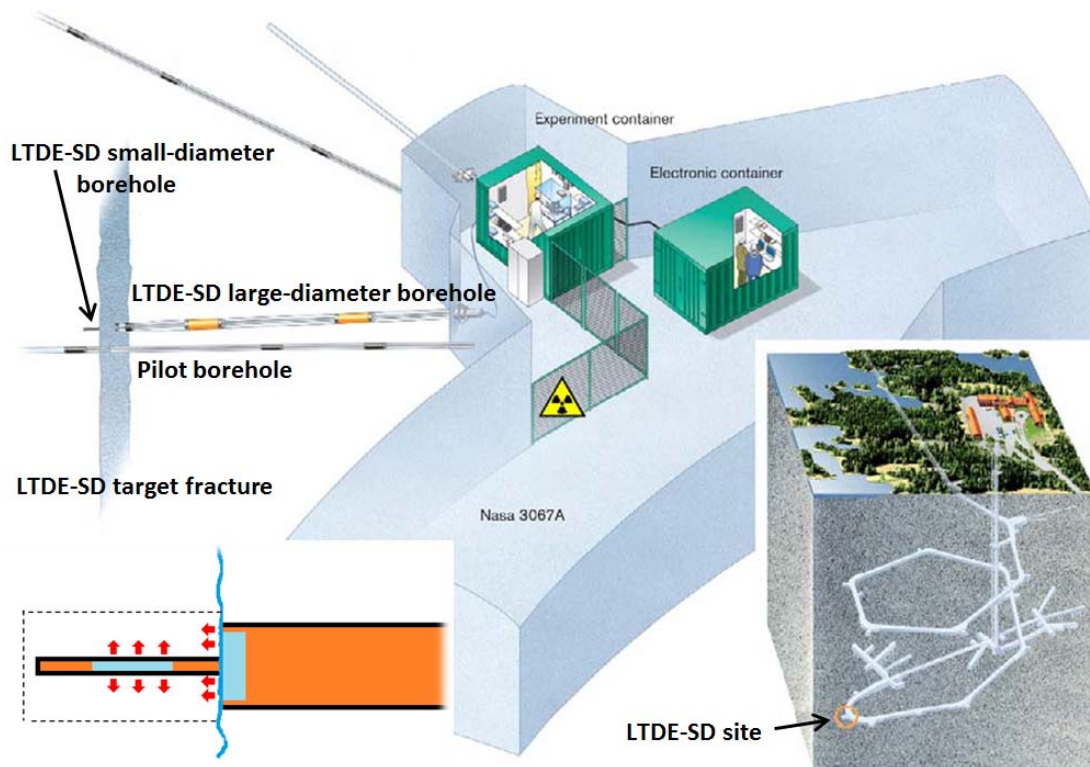 Experiment container
LTDE-SD small-diameter
borehole
Electronic container
LTDE-SD large-diameter borehole
Pilot borehole
LTDE-SD target fracture
Nasa 3067A
LTDE-SD site